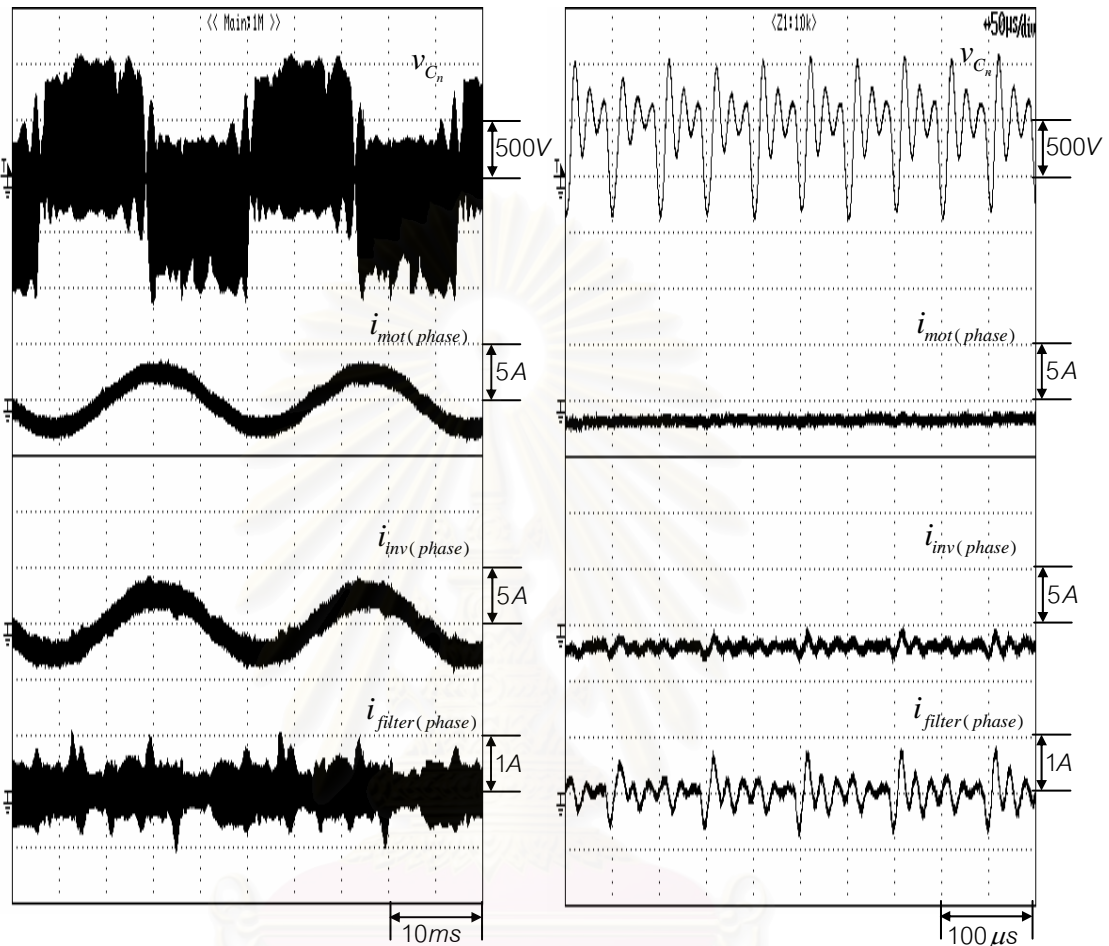 << Main:1M >>
v_{C_n}
500V
i_{mot(phase)}
5A
i_{inv(phase)}
5A
i_{filter(phase)}
1A
10ms
<Z1:10k>
50µs/div
v_{C_n}
500V
i_{mot(phase)}
5A
i_{inv(phase)}
5A
i_{filter(phase)}
1A
100µs